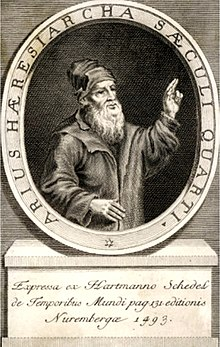 ARIUS HÆRESIARCHA SÆCULI QUARTI.
Expressa ex Hartmanno Schedel
de Temporibus Mundi pag 131 editionis
Nurembergæ 1493.